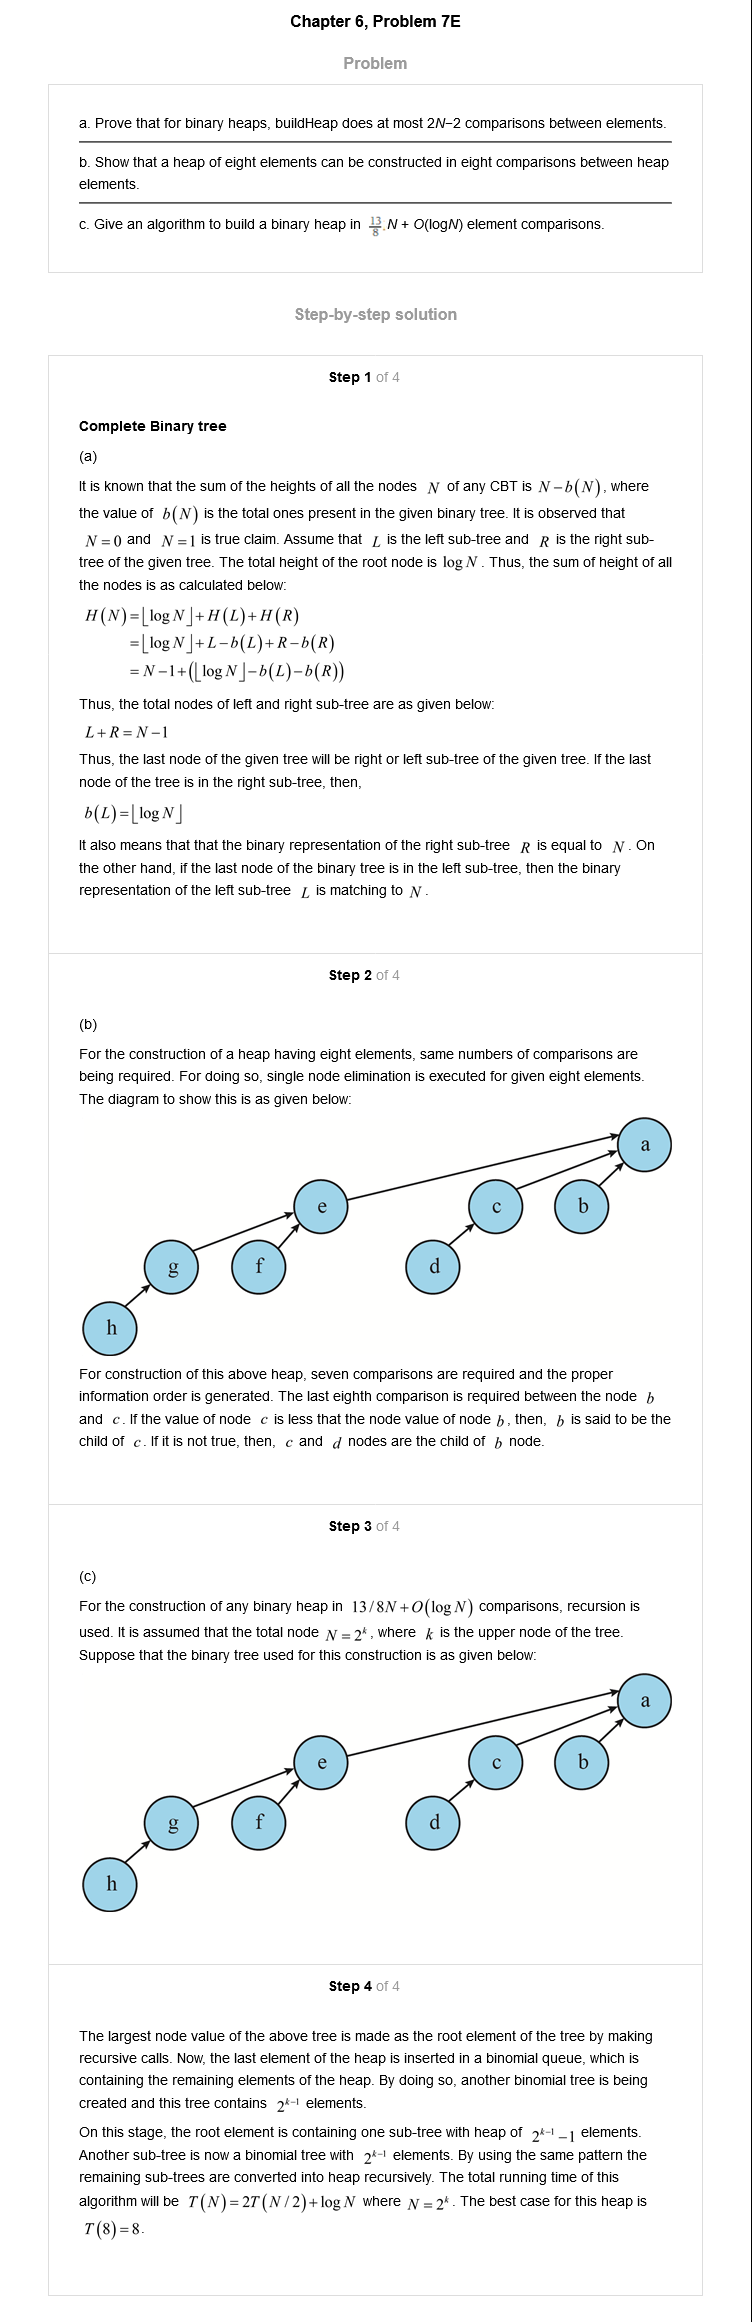 Chapter 6, Problem 7E
Problem
a. Prove that for binary heaps, buildHeap does at most 2N−2 comparisons between elements.
b. Show that a heap of eight elements can be constructed in eight comparisons between heap
elements.
c. Give an algorithm to build a binary heap in 13/8 N + O(logN) element comparisons.
Step-by-step solution
Step 1 of 4
Complete Binary tree
(a)
It is known that the sum of the heights of all the nodes N of any CBT is N−b(N), where
the value of b(N) is the total ones present in the given binary tree. It is observed that
N=0 and N=1 is true claim. Assume that L is the left sub-tree and R is the right sub-
tree of the given tree. The total height of the root node is log N. Thus, the sum of height of all
the nodes is as calculated below:
H(N)=⌊log N⌋+H(L)+H(R)
=⌊log N⌋+L−b(L)+R−b(R)
=N−1+(⌊log N⌋−b(L)−b(R))
Thus, the total nodes of left and right sub-tree are as given below:
L+R=N−1
Thus, the last node of the given tree will be right or left sub-tree of the given tree. If the last
node of the tree is in the right sub-tree, then,
b(L)=⌊log N⌋
It also means that that the binary representation of the right sub-tree R is equal to N. On
the other hand, if the last node of the binary tree is in the left sub-tree, then the binary
representation of the left sub-tree L is matching to N.
Step 2 of 4
(b)
For the construction of a heap having eight elements, same numbers of comparisons are
being required. For doing so, single node elimination is executed for given eight elements.
The diagram to show this is as given below:
a
e c b
g f d
h
For construction of this above heap, seven comparisons are required and the proper
information order is generated. The last eighth comparison is required between the node b
and c. If the value of node c is less that the node value of node b, then, b is said to be the
child of c. If it is not true, then, c and d nodes are the child of b node.
Step 3 of 4
(c)
For the construction of any binary heap in 13/8N+O(log N) comparisons, recursion is
used. It is assumed that the total node N=2^k, where k is the upper node of the tree.
Suppose that the binary tree used for this construction is as given below:
a
e c b
g f d
h
Step 4 of 4
The largest node value of the above tree is made as the root element of the tree by making
recursive calls. Now, the last element of the heap is inserted in a binomial queue, which is
containing the remaining elements of the heap. By doing so, another binomial tree is being
created and this tree contains 2^(k−1) elements.
On this stage, the root element is containing one sub-tree with heap of 2^(k−1)−1 elements.
Another sub-tree is now a binomial tree with 2^(k−1) elements. By using the same pattern the
remaining sub-trees are converted into heap recursively. The total running time of this
algorithm will be T(N)=2T(N/2)+log N where N=2^k. The best case for this heap is
T(8)=8.